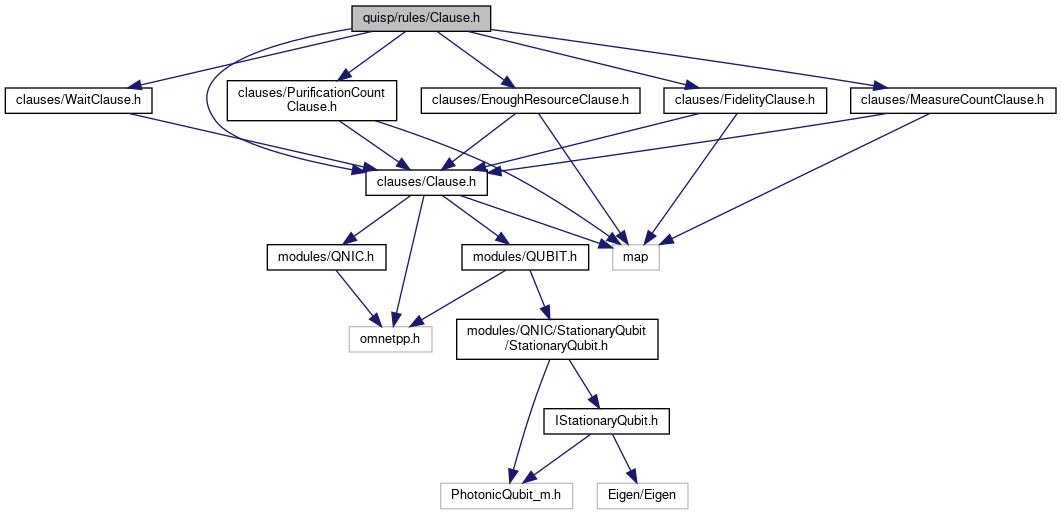 quisp/rules/Clause.h
clauses/WaitClause.h
clauses/PurificationCount
Clause.h
clauses/EnoughResourceClause.h
clauses/FidelityClause.h
clauses/MeasureCountClause.h
clauses/Clause.h
modules/QNIC.h
modules/QUBIT.h
map
omnetpp.h
modules/QNIC/StationaryQubit
/StationaryQubit.h
IStationaryQubit.h
PhotonicQubit_m.h
Eigen/Eigen